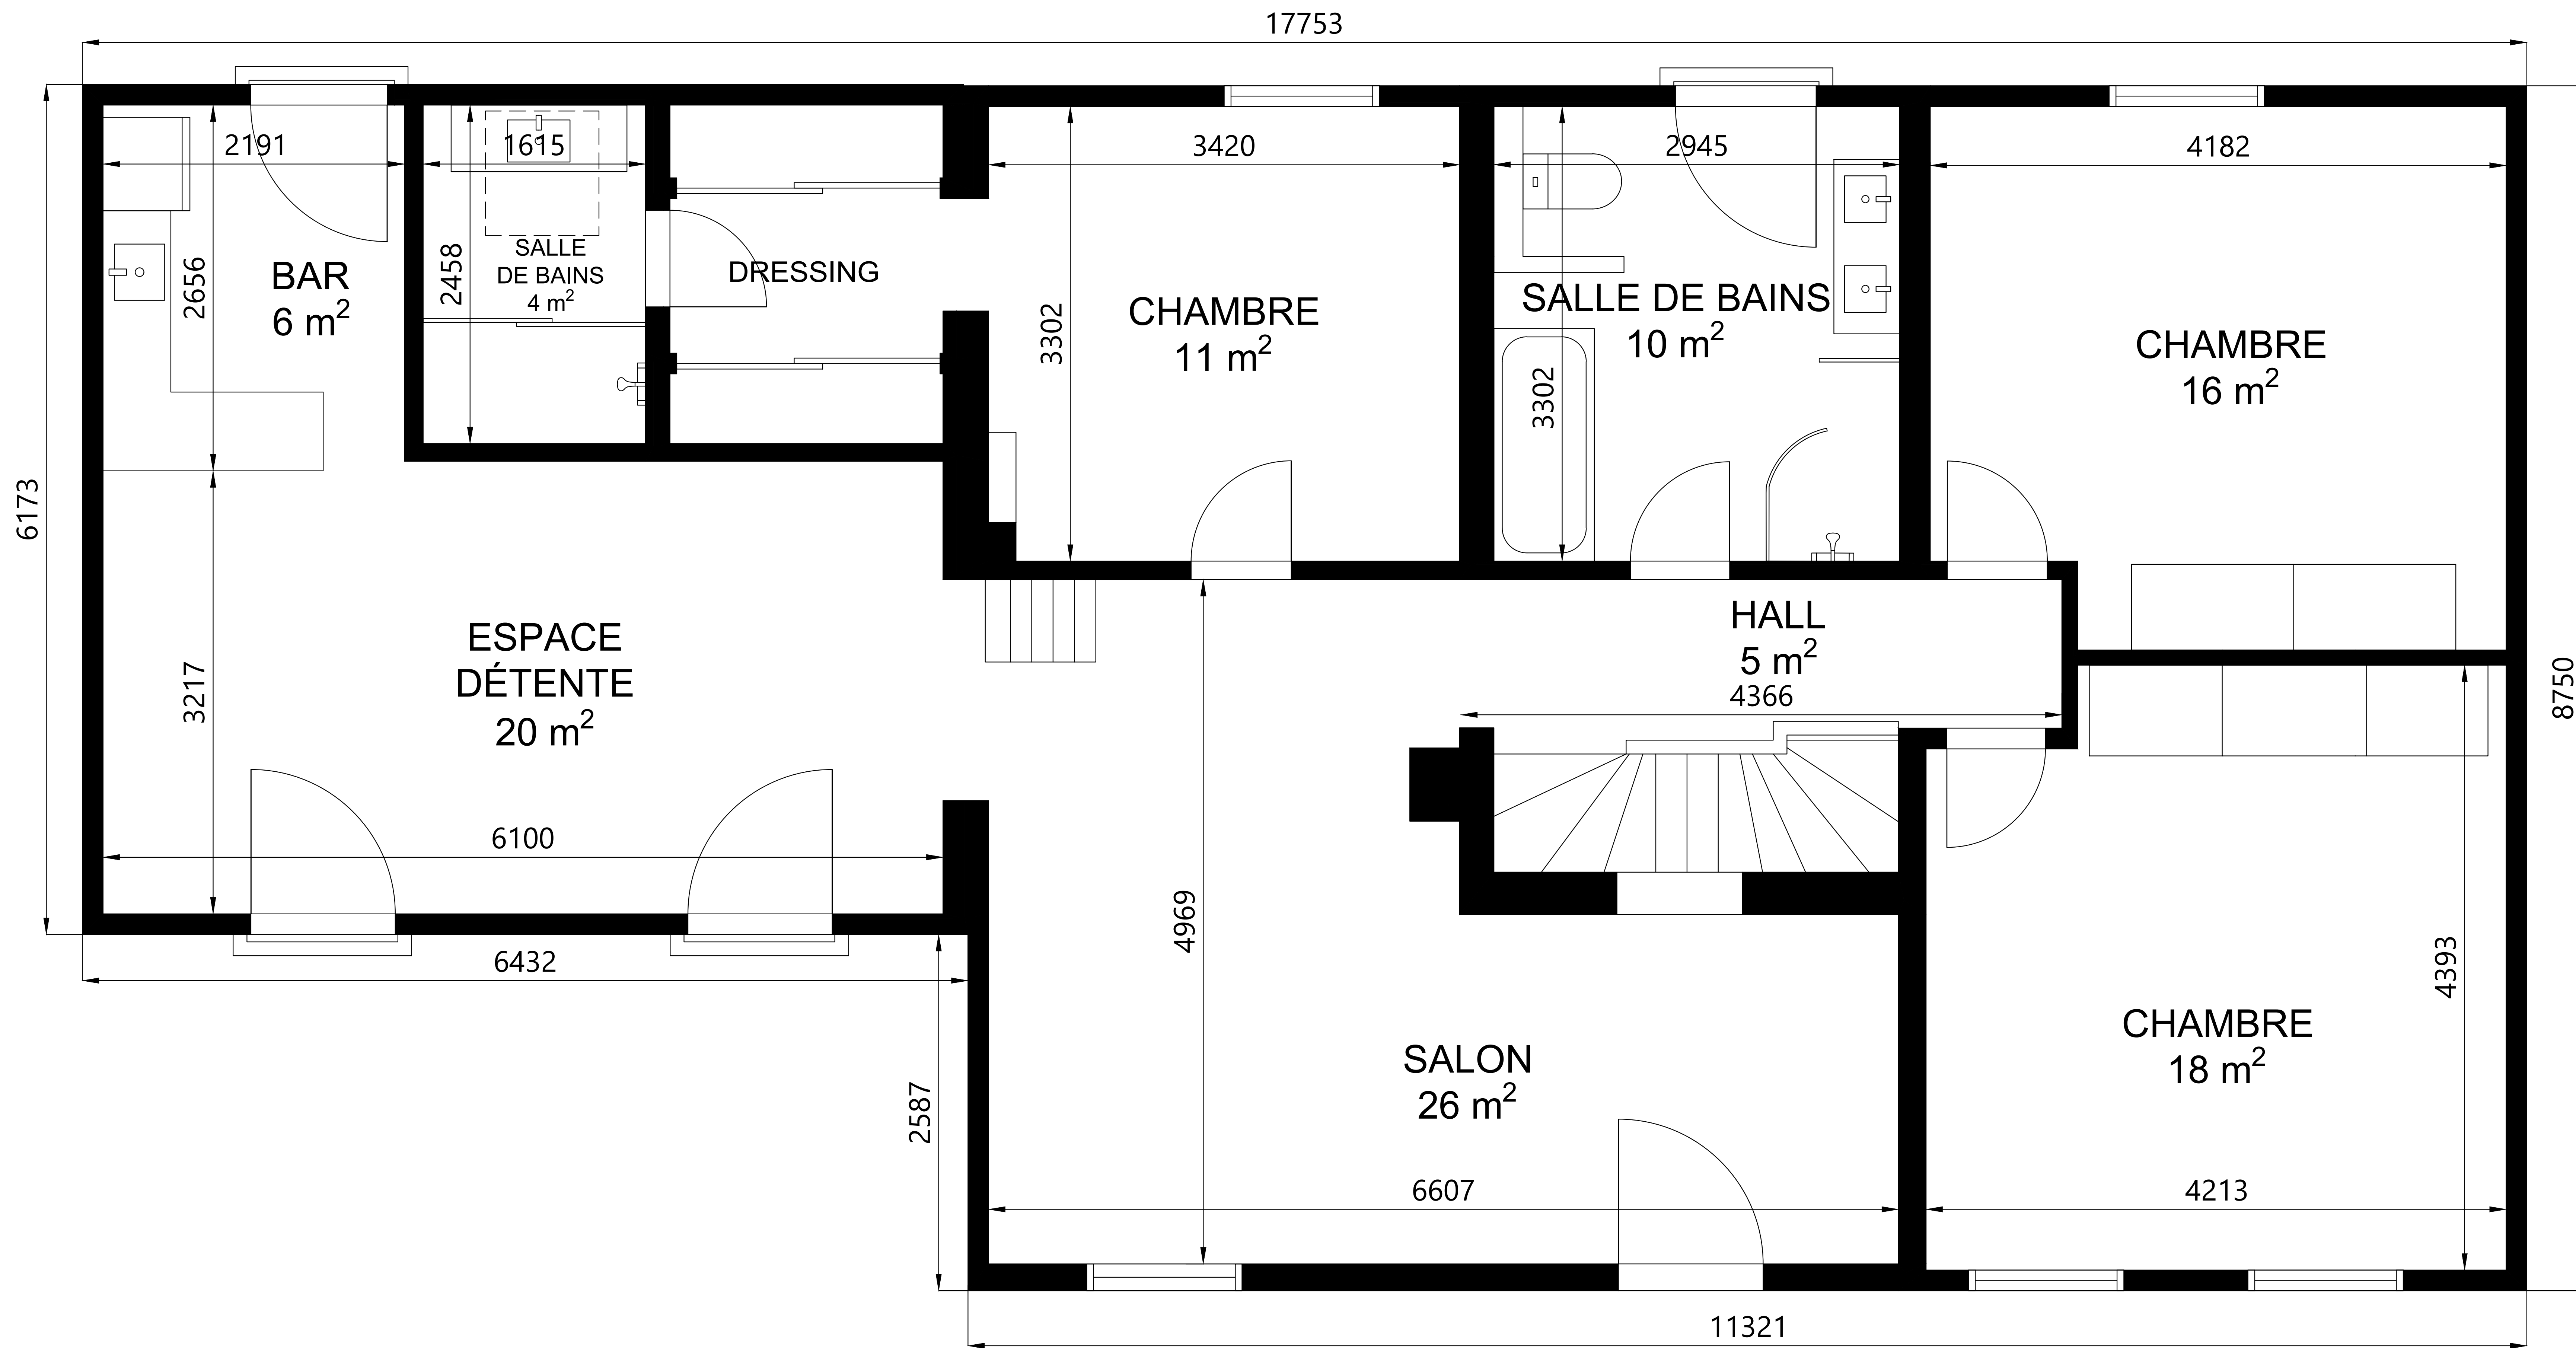 17753
2191
1615
3420
2945
4182
6173
2656
BAR
6 m²
2458
SALLE
DE BAINS
4 m²
DRESSING
3302
CHAMBRE
11 m²
SALLE DE BAINS
10 m²
3302
CHAMBRE
16 m²
ESPACE
DÉTENTE
20 m²
3217
HALL
5 m²
4366
8750
6100
6432
4969
4393
2587
SALON
26 m²
CHAMBRE
18 m²
6607
4213
11321